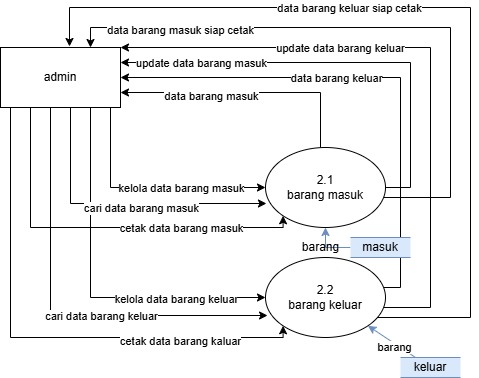 data barang keluar siap cetak
data barang masuk siap cetak
update data barang keluar
admin
update data barang masuk
data barang keluar
data barang masuk
2.1
barang masuk
kelola data barang masuk
cari data barang masuk
cetak data barang masuk
barang
masuk
2.2
barang keluar
kelola data barang keluar
cari data barang keluar
cetak data barang kaluar
barang
keluar